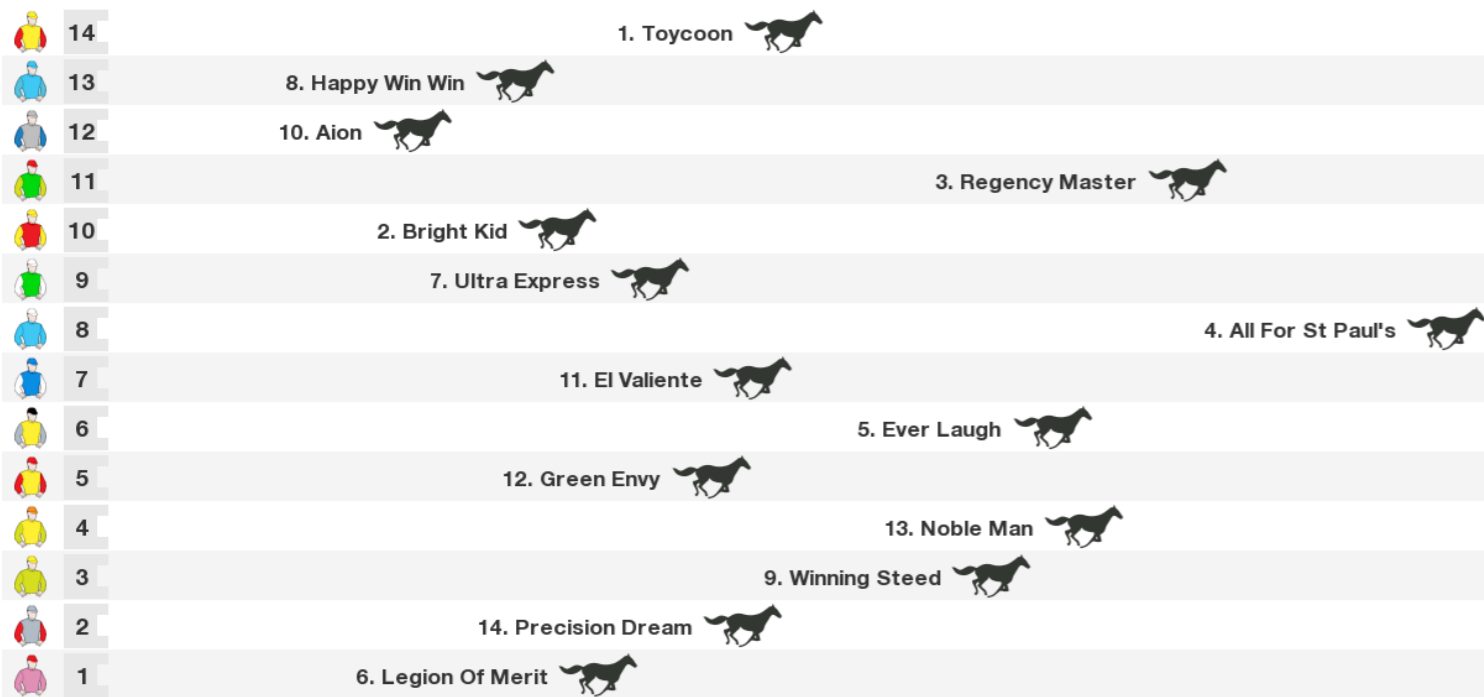 14 1. Toycoon
13 8. Happy Win Win
12 10. Aion
11 3. Regency Master
10 2. Bright Kid
9 7. Ultra Express
8 4. All For St Paul's
7 11. El Valiente
6 5. Ever Laugh
5 12. Green Envy
4 13. Noble Man
3 9. Winning Steed
2 14. Precision Dream
1 6. Legion Of Merit